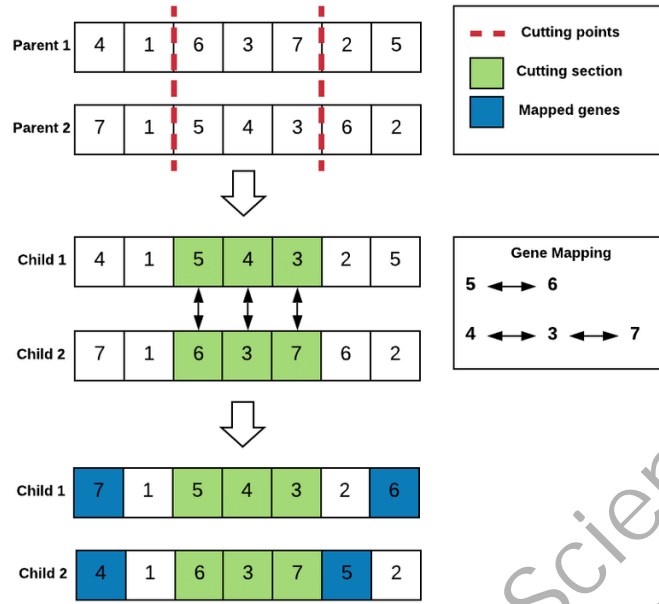 Parent 1 4 1 6 3 7 2 5
Parent 2 7 1 5 4 3 6 2
Cutting points
Cutting section
Mapped genes
Child 1 4 1 5 4 3 2 5
Child 2 7 1 6 3 7 6 2
Gene Mapping
5 6
4 3 7
Child 1 7 1 5 4 3 2 6
Child 2 4 1 6 3 7 5 2